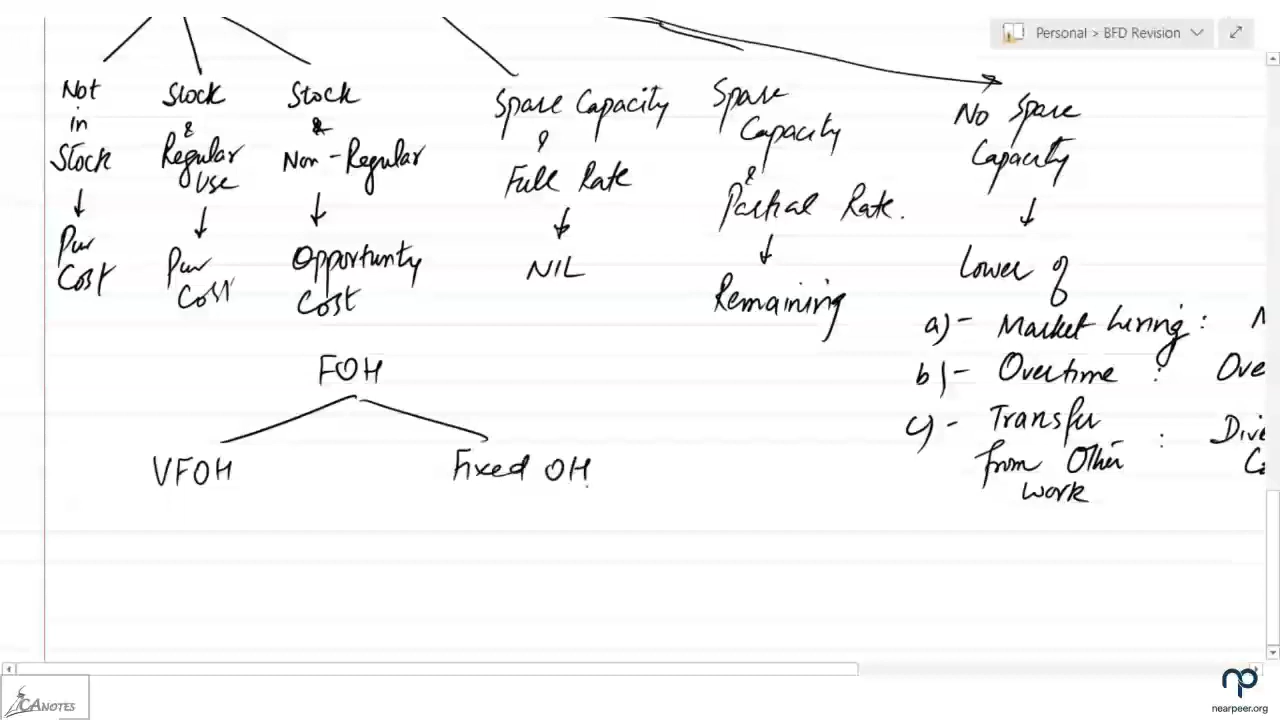 Personal > BFD Revision
Not
in
Stock
↓
Pur
Cost
Stock
&
Regular
Use
↓
Pur
Cost
Stock
&
Non-Regular
↓
Opportunity
Cost
Spare Capacity
&
Full Rate
↓
NIL
Spare
Capacity
&
Partial Rate.
↓
Remaining
No Spare
Capacity
↓
Lower of
a)- Market hiring :
b)- Overtime :
c)- Transfer
from Other :
work
FOH
VFOH
Fixed OH
CANOTES
np
nearpeer.org